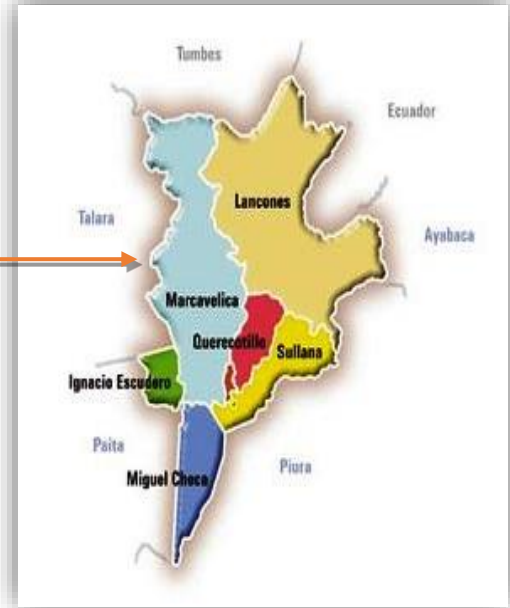 Tumbes
Ecuador
Lancones
Talara
Ayabaca
Marcavelica
Querecotillo
Sullana
Ignacio Escudero
Paita
Miguel Checa
Piura